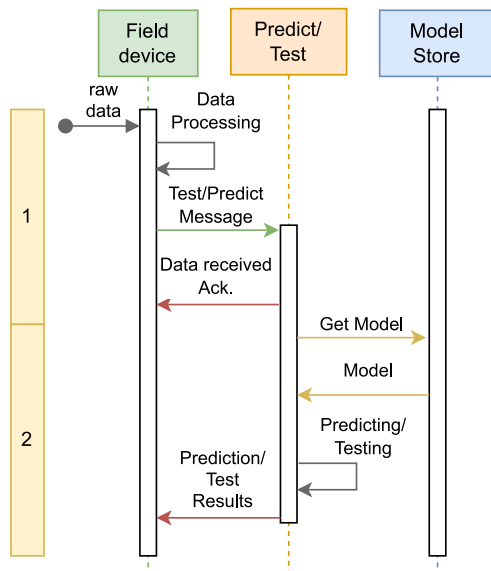 Field
device
Predict/
Test
Model
Store
raw
data
Data
Processing
1
Test/Predict
Message
Data received
Ack.
Get Model
Model
2
Predicting/
Testing
Prediction/
Test
Results